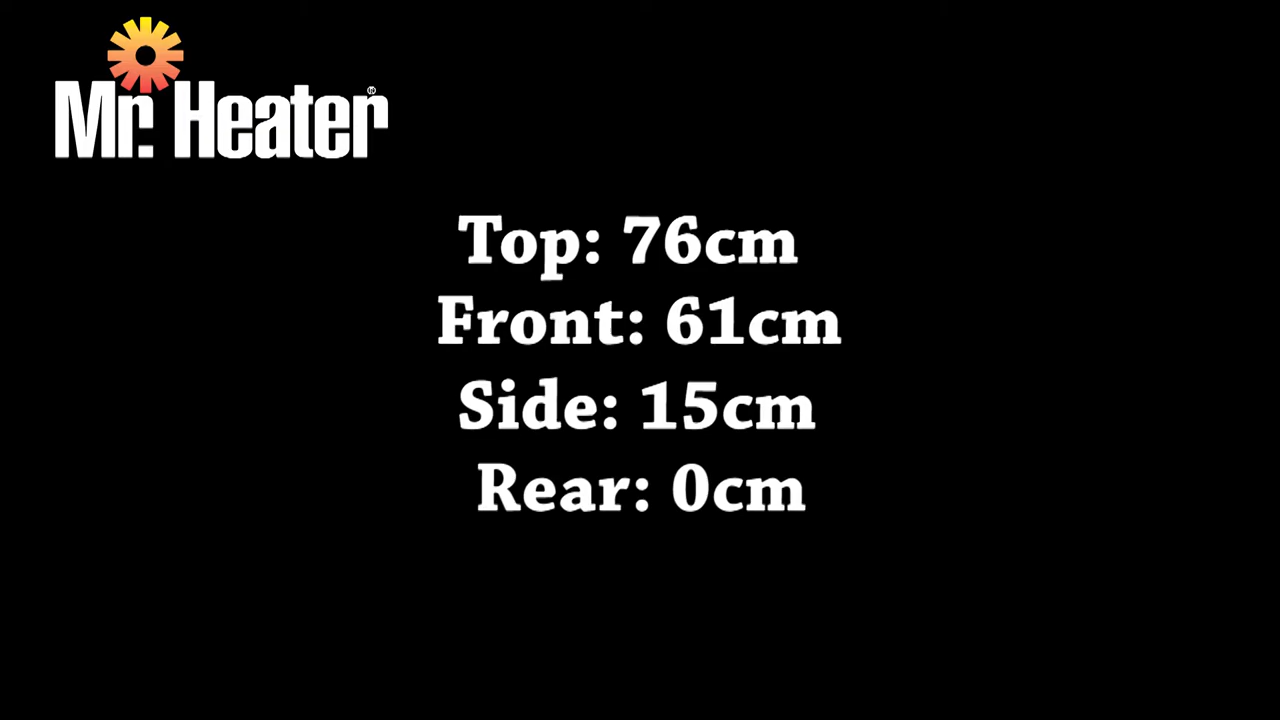 Mr. Heater®
Top: 76cm
Front: 61cm
Side: 15cm
Rear: 0cm